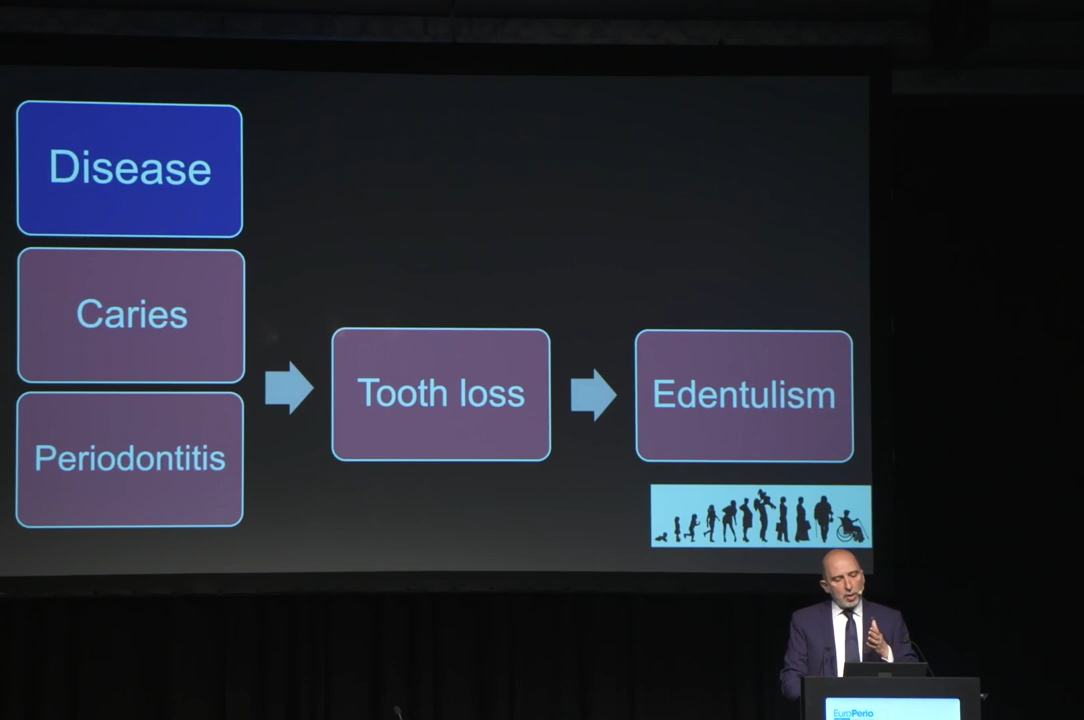 Disease
Caries
Periodontitis
Tooth loss
Edentulism
EuroPerio